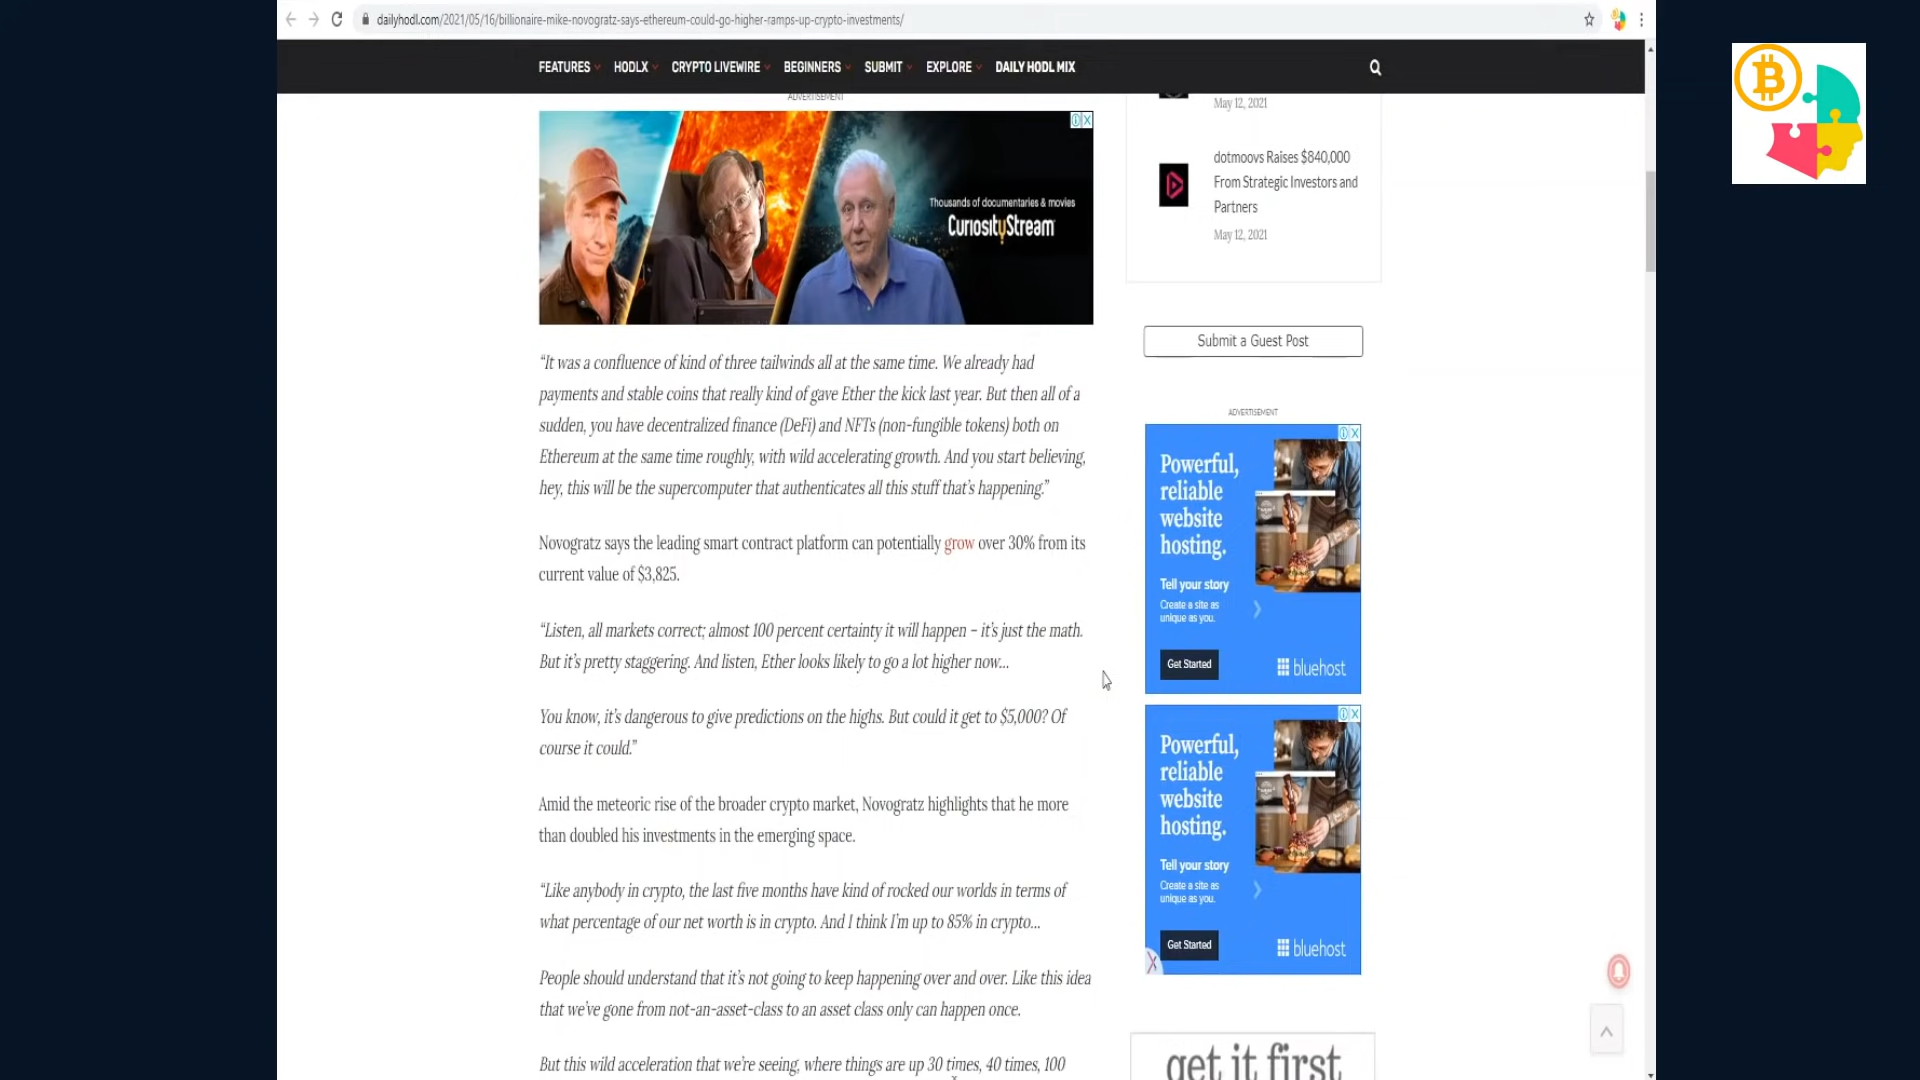 dailyhodl.com/2021/05/16/billionaire-mike-novogratz-says-ethereum-could-go-higher-ramps-up-crypto-investments/
FEATURES HODLX CRYPTO LIVEWIRE BEGINNERS SUBMIT EXPLORE DAILY HODL MIX
ADVERTISEMENT
Thousands of documentaries & movies
CuriosityStream
“It was a confluence of kind of three tailwinds all at the same time. We already had
payments and stable coins that really kind of gave Ether the kick last year. But then all of a
sudden, you have decentralized finance (DeFi) and NFTs (non-fungible tokens) both on
Ethereum at the same time roughly, with wild accelerating growth. And you start believing,
hey, this will be the supercomputer that authenticates all this stuff that’s happening.”
Novogratz says the leading smart contract platform can potentially grow over 30% from its
current value of $3,825.
“Listen, all markets correct; almost 100 percent certainty it will happen – it’s just the math.
But it’s pretty staggering. And listen, Ether looks likely to go a lot higher now…
You know, it’s dangerous to give predictions on the highs. But could it get to $5,000? Of
course it could.”
Amid the meteoric rise of the broader crypto market, Novogratz highlights that he more
than doubled his investments in the emerging space.
“Like anybody in crypto, the last five months have kind of rocked our worlds in terms of
what percentage of our net worth is in crypto. And I think I’m up to 85% in crypto…
People should understand that it’s not going to keep happening over and over. Like this idea
that we’ve gone from not-an-asset-class to an asset class only can happen once.
But this wild acceleration that we’re seeing, where things are up 30 times, 40 times, 100
May 12, 2021
dotmoovs Raises $840,000
From Strategic Investors and
Partners
May 12, 2021
Submit a Guest Post
ADVERTISEMENT
Powerful,
reliable
website
hosting.
Tell your story
Create a site as
unique as you.
Get Started
bluehost
Powerful,
reliable
website
hosting.
Tell your story
Create a site as
unique as you.
Get Started
bluehost
get it first